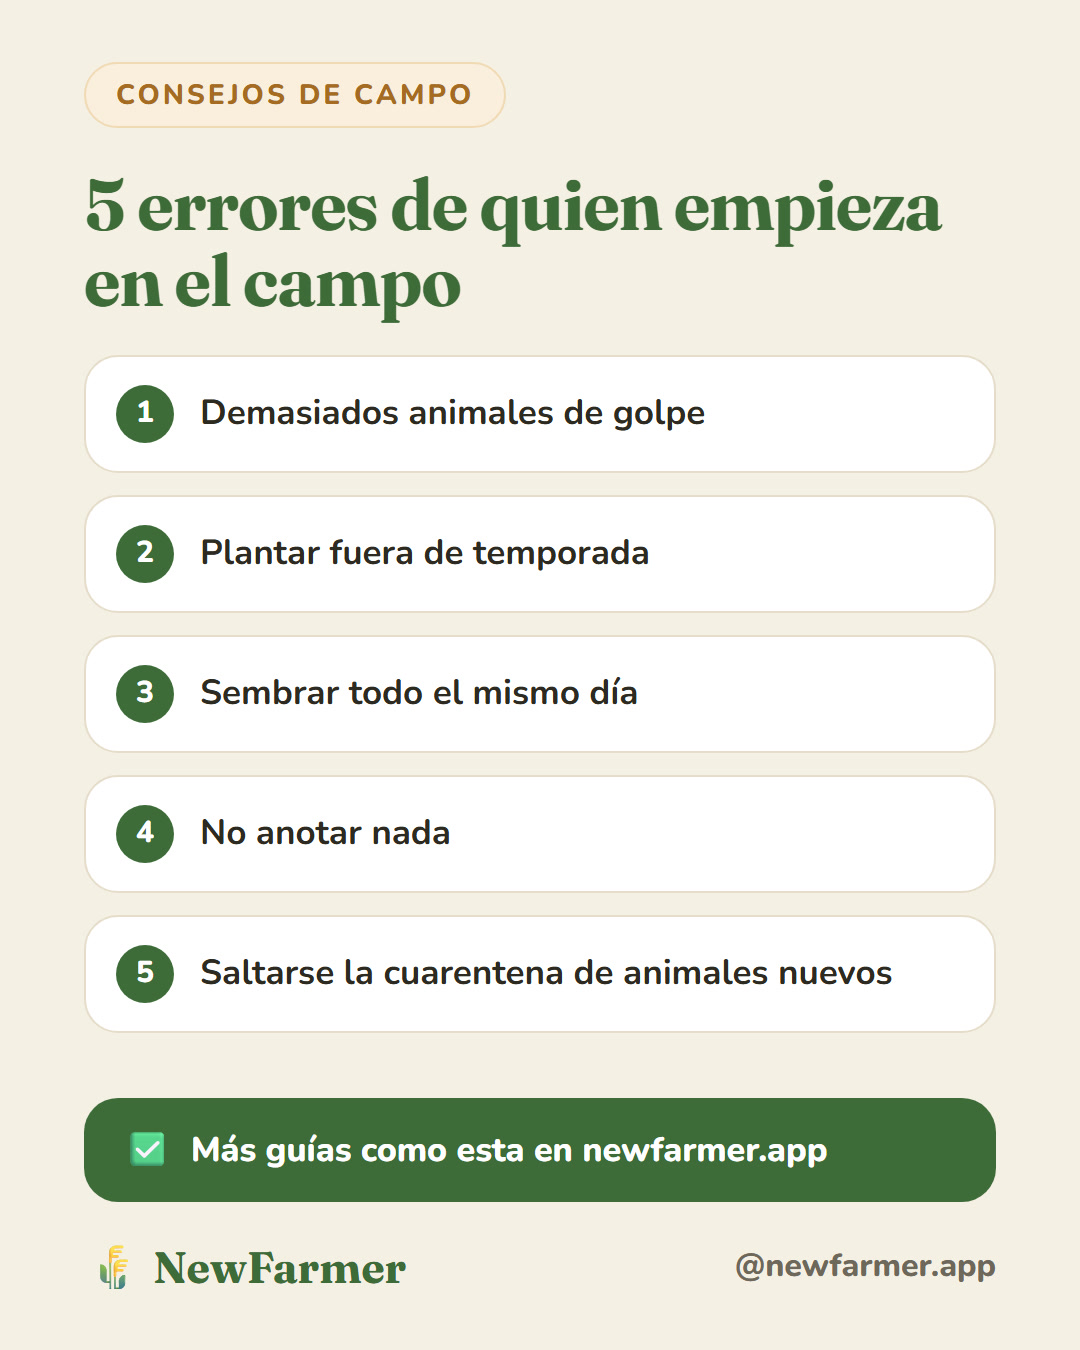 CONSEJOS DE CAMPO
5 errores de quien empieza
en el campo
1 Demasiados animales de golpe
2 Plantar fuera de temporada
3 Sembrar todo el mismo día
4 No anotar nada
5 Saltarse la cuarentena de animales nuevos
✅ Más guías como esta en newfarmer.app
NewFarmer
@newfarmer.app